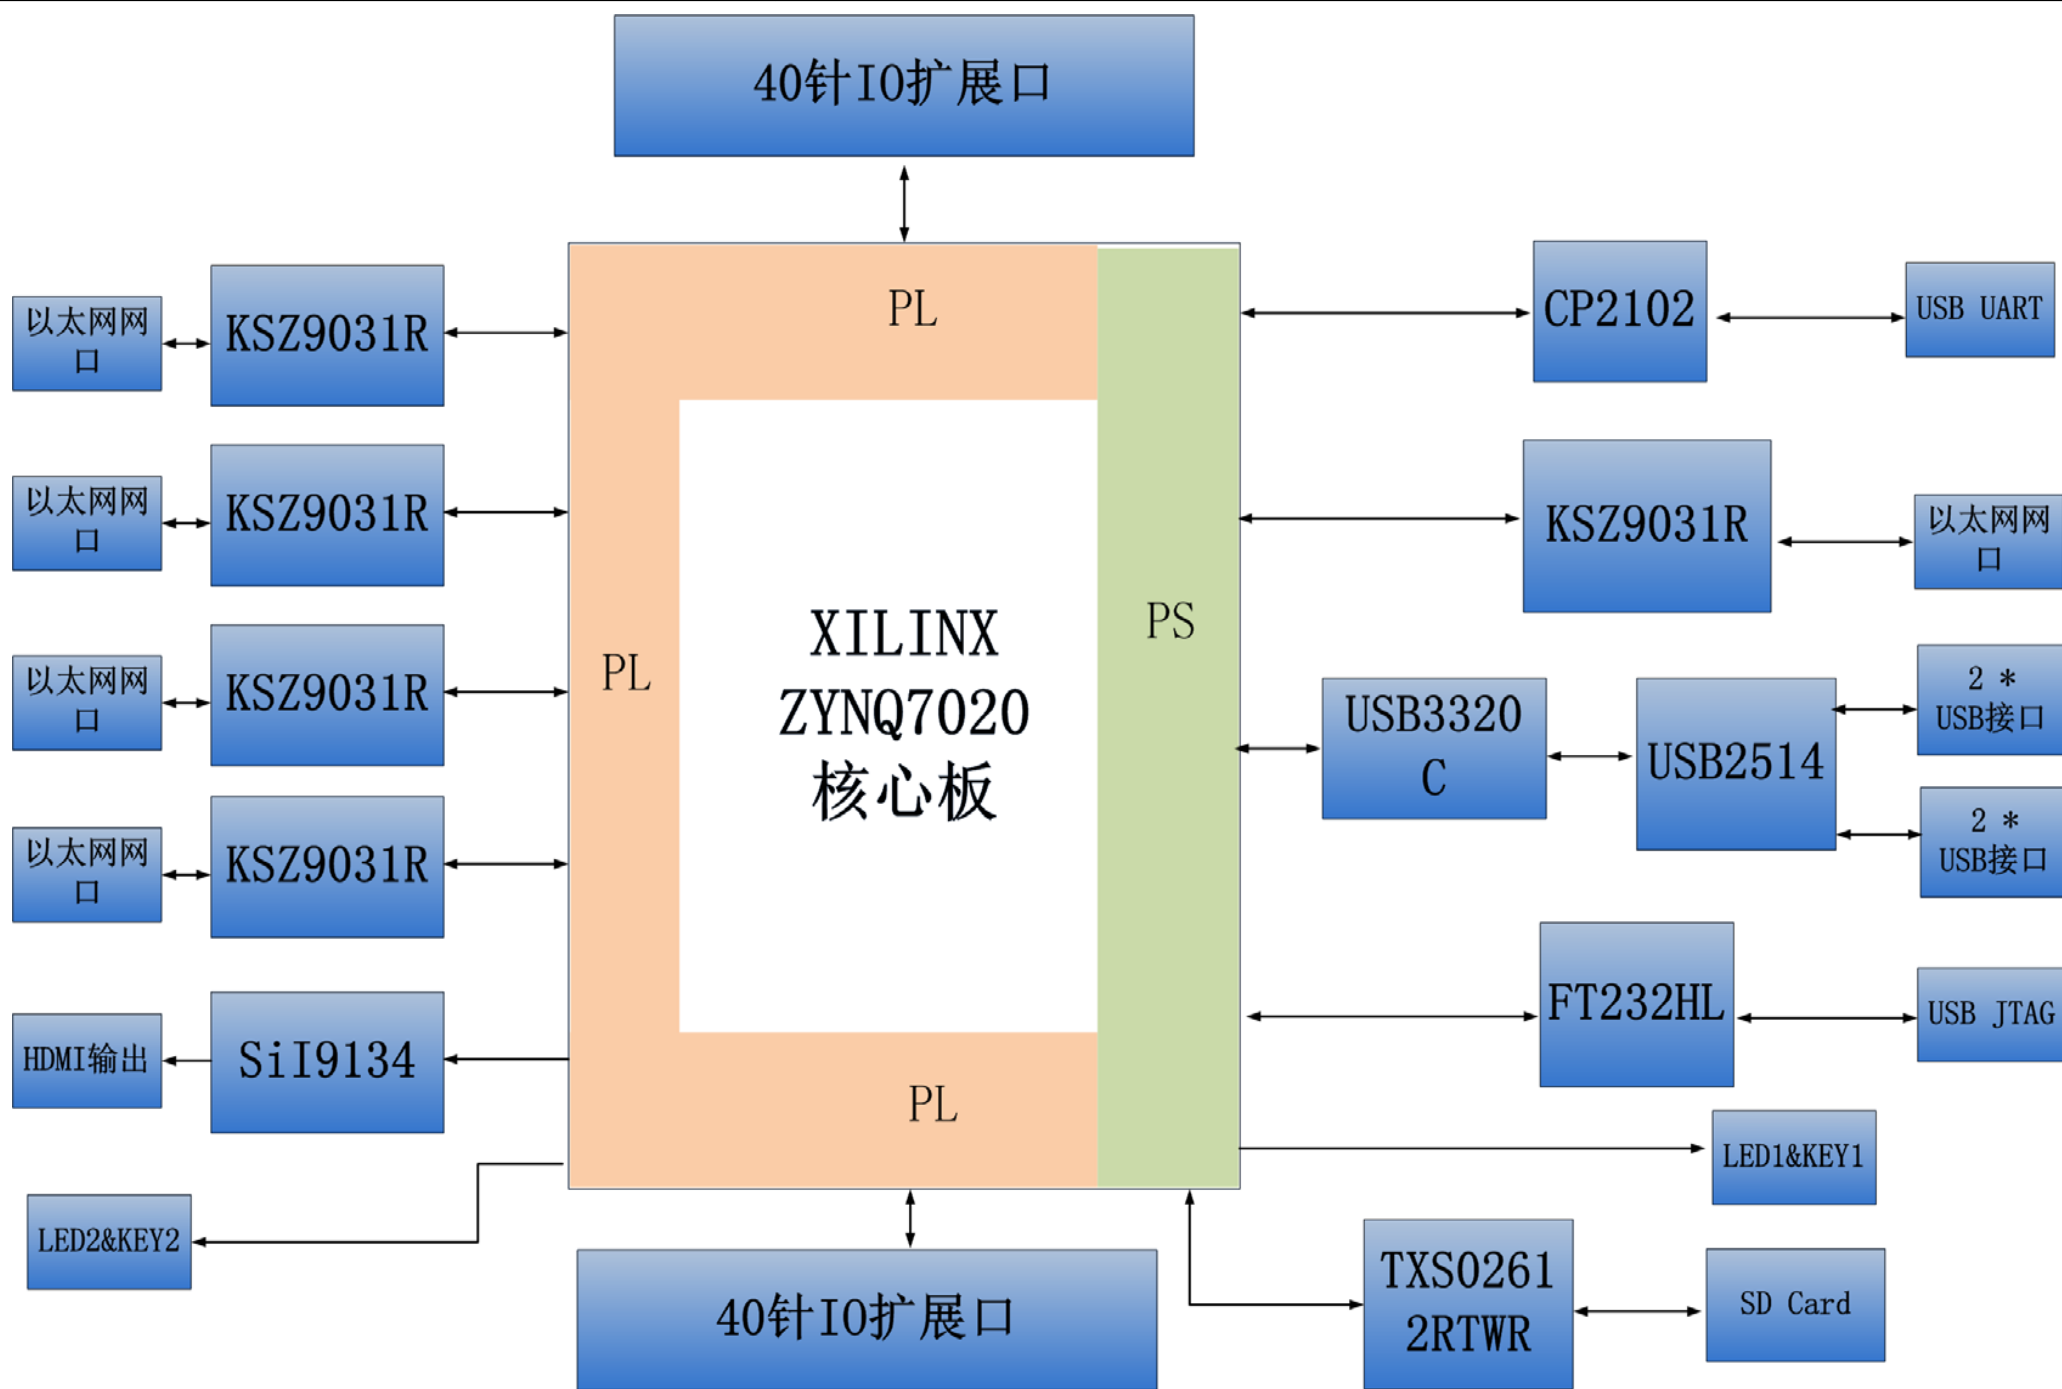 40针IO扩展口
以太网网
口
KSZ9031R
PL
CP2102
USB UART
以太网网
口
KSZ9031R
KSZ9031R
以太网网
口
以太网网
口
KSZ9031R
PL
XILINX
ZYNQ7020
核心板
PS
USB3320
C
USB2514
2 *
USB接口
2 *
USB接口
以太网网
口
KSZ9031R
HDMI输出
SiI9134
PL
FT232HL
USB JTAG
LED1&KEY1
LED2&KEY2
40针IO扩展口
TXS0261
2RTWR
SD Card